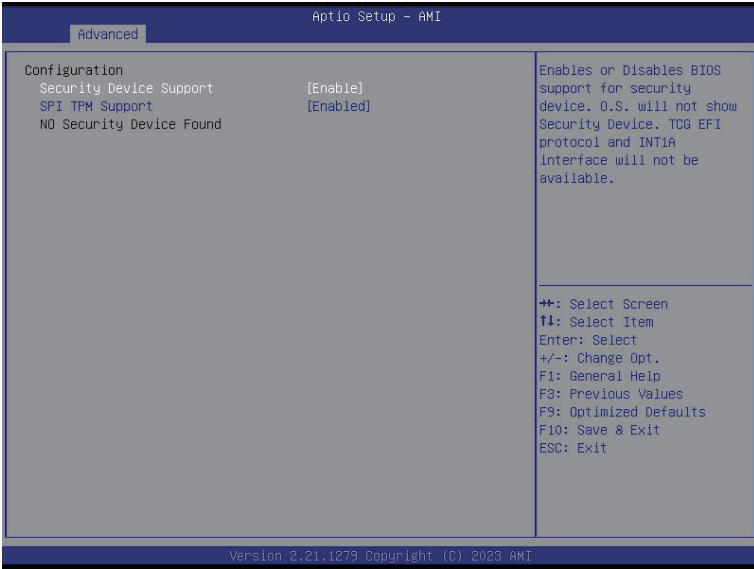 Aptio Setup – AMI
Advanced
Configuration
Security Device Support [Enable]
SPI TPM Support [Enabled]
NO Security Device Found
Enables or Disables BIOS
support for security
device. O.S. will not show
Security Device. TCG EFI
protocol and INT1A
interface will not be
available.
→←: Select Screen
↑↓: Select Item
Enter: Select
+/-: Change Opt.
F1: General Help
F3: Previous Values
F9: Optimized Defaults
F10: Save & Exit
ESC: Exit
Version 2.21.1279 Copyright (C) 2023 AMI